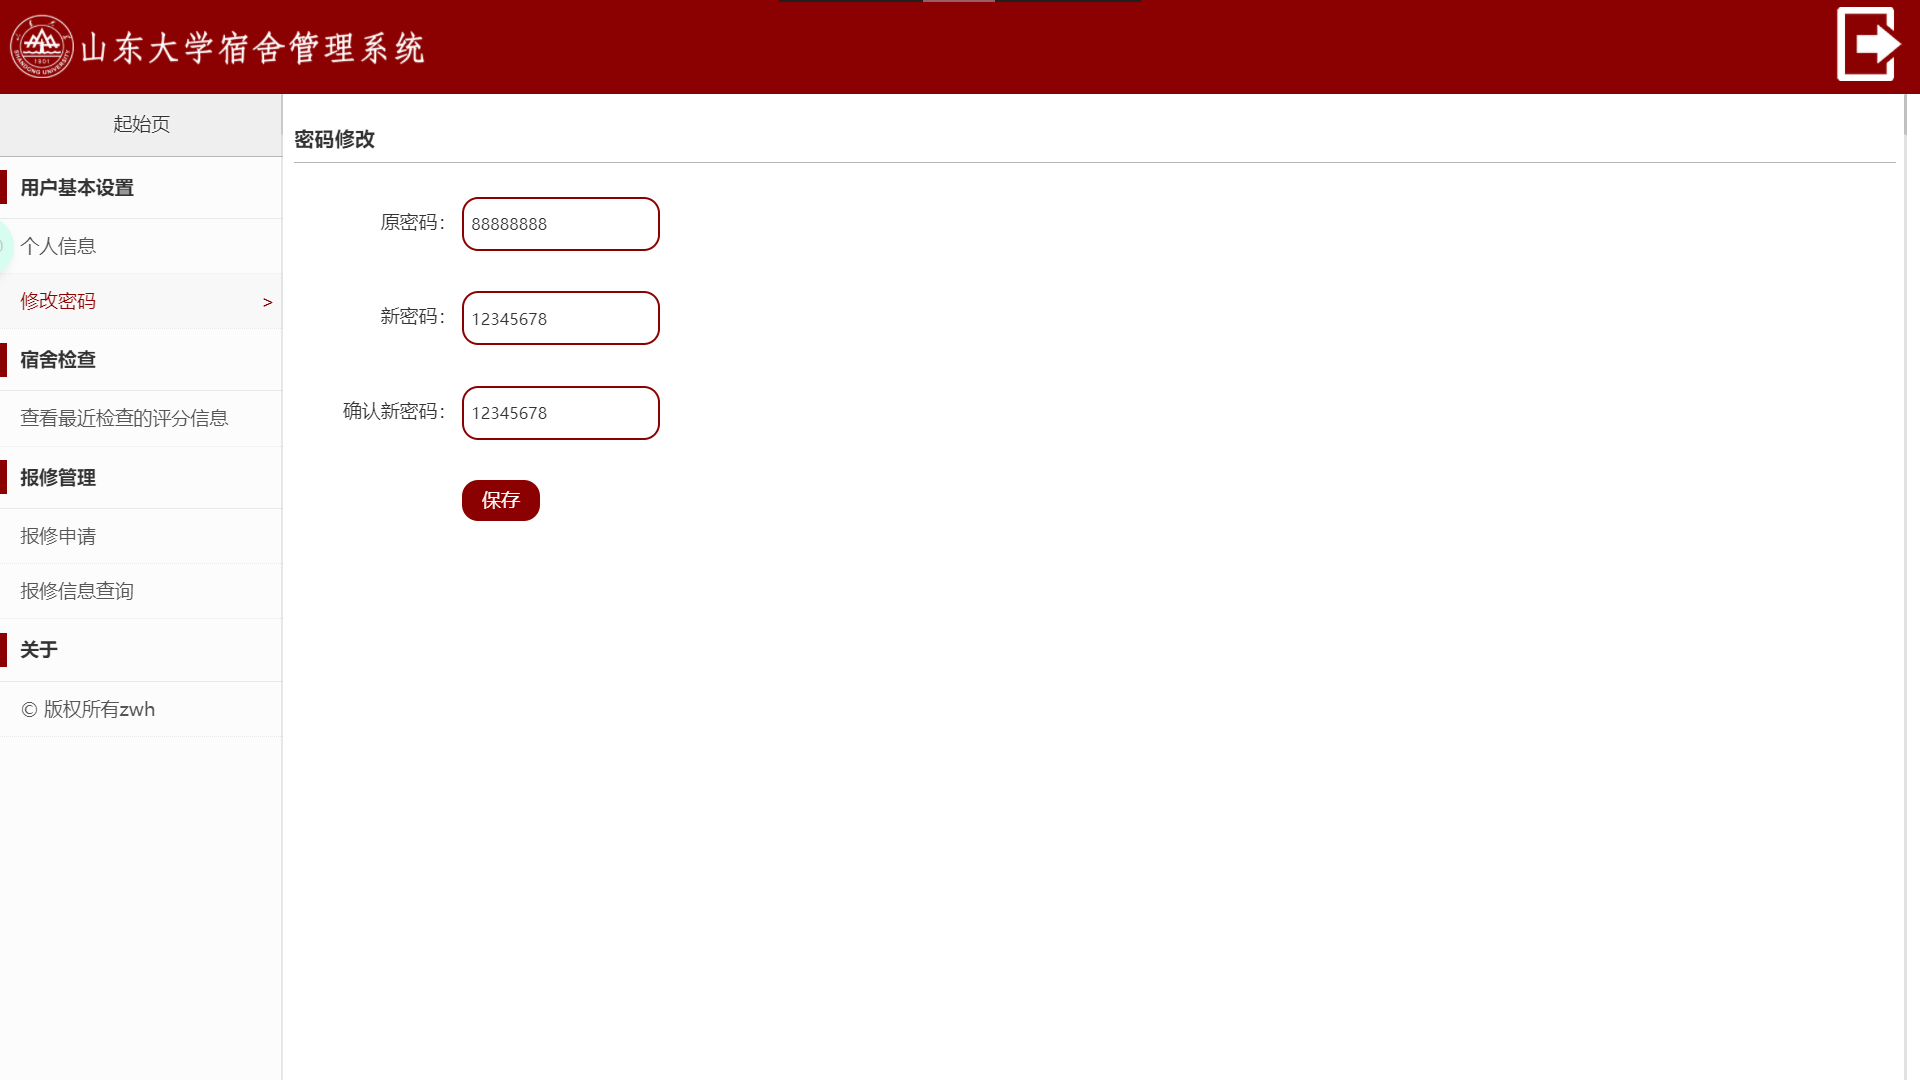 山东大学宿舍管理系统
SHANDONG UNIVERSITY
1901
起始页
密码修改
用户基本设置
个人信息
修改密码 >
宿舍检查
查看最近检查的评分信息
报修管理
报修申请
报修信息查询
关于
© 版权所有zwh
原密码： 88888888
新密码： 12345678
确认新密码： 12345678
保存